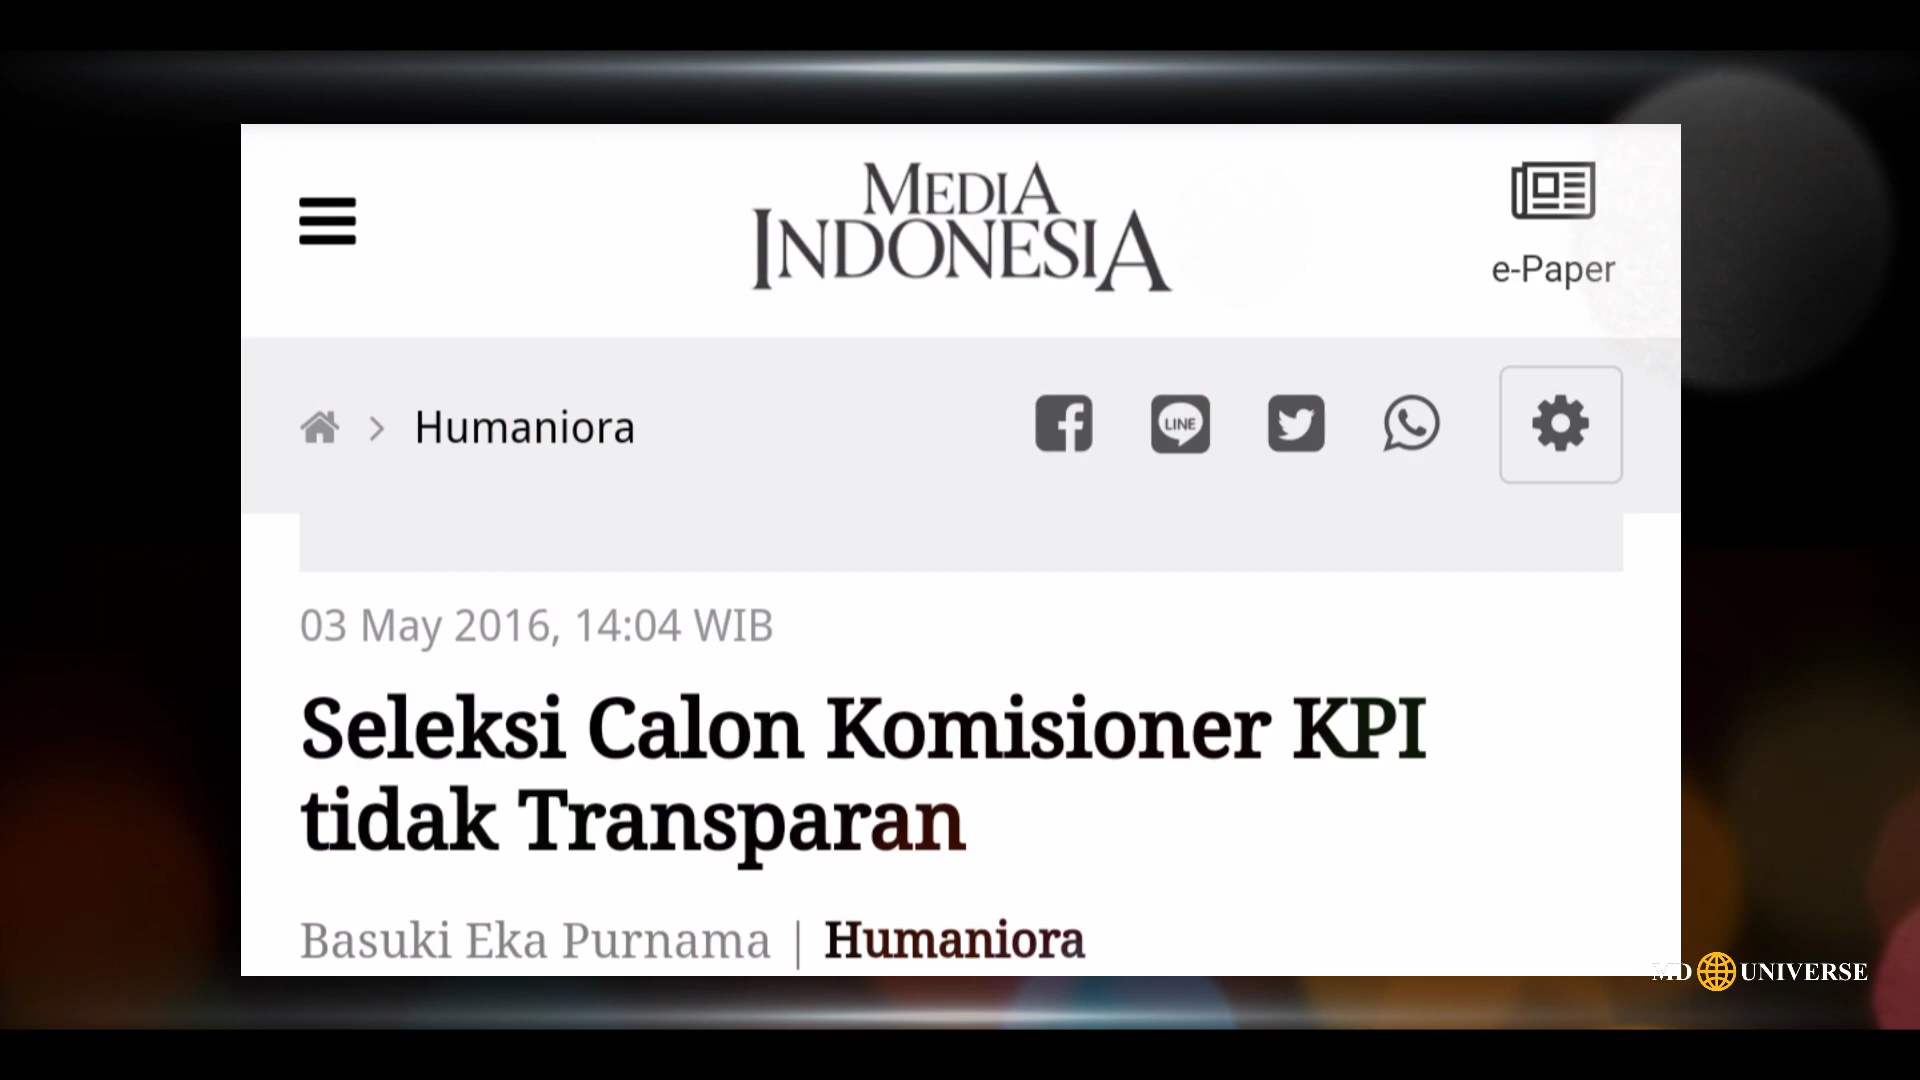 MEDIA
INDONESIA
e-Paper
Humaniora
LINE
03 May 2016, 14:04 WIB
Seleksi Calon Komisioner KPI
tidak Transparan
Basuki Eka Purnama | Humaniora
MD UNIVERSE